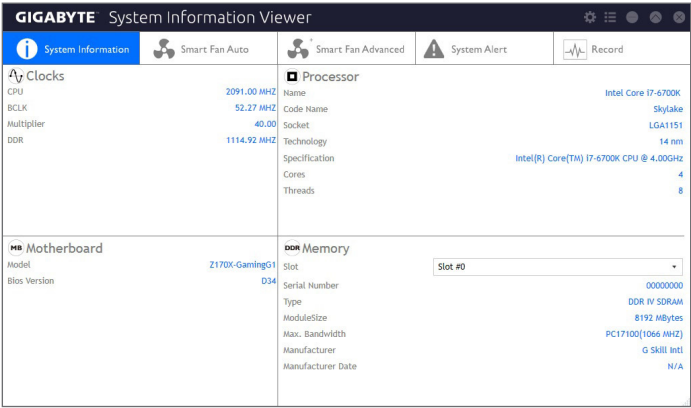 GIGABYTE™ System Information Viewer
System Information
Smart Fan Auto
Smart Fan Advanced
System Alert
Record
Clocks
CPU 2091.00 MHZ
BCLK 52.27 MHZ
Multiplier 40.00
DDR 1114.92 MHZ
Processor
Name Intel Core i7-6700K
Code Name Skylake
Socket LGA1151
Technology 14 nm
Specification Intel(R) Core(TM) i7-6700K CPU @ 4.00GHz
Cores 4
Threads 8
MB Motherboard
Model Z170X-GamingG1
Bios Version D34
DDR Memory
Slot Slot #0
Serial Number 00000000
Type DDR IV SDRAM
ModuleSize 8192 MBytes
Max. Bandwidth PC17100(1066 MHZ)
Manufacturer G Skill Intl
Manufacturer Date N/A